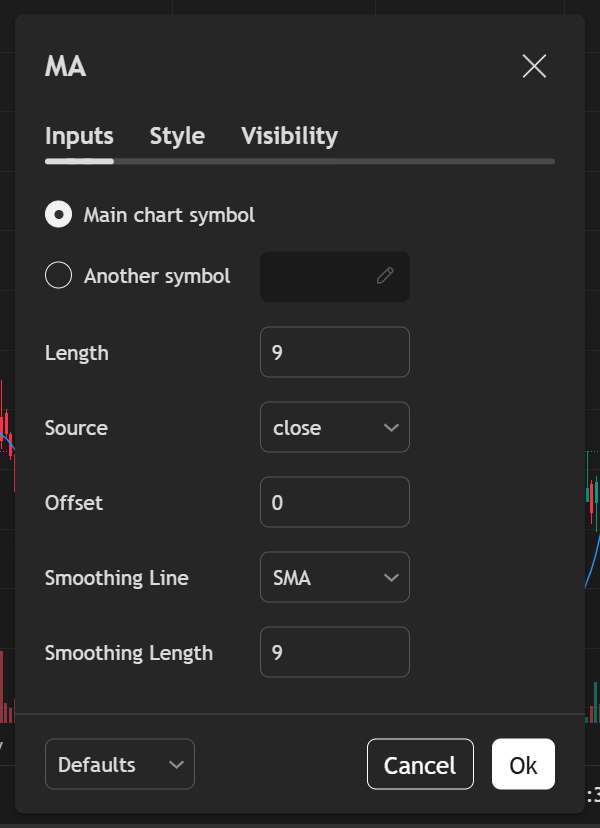 MA
Inputs Style Visibility
Main chart symbol
Another symbol
Length 9
Source close
Offset 0
Smoothing Line SMA
Smoothing Length 9
Defaults Cancel Ok